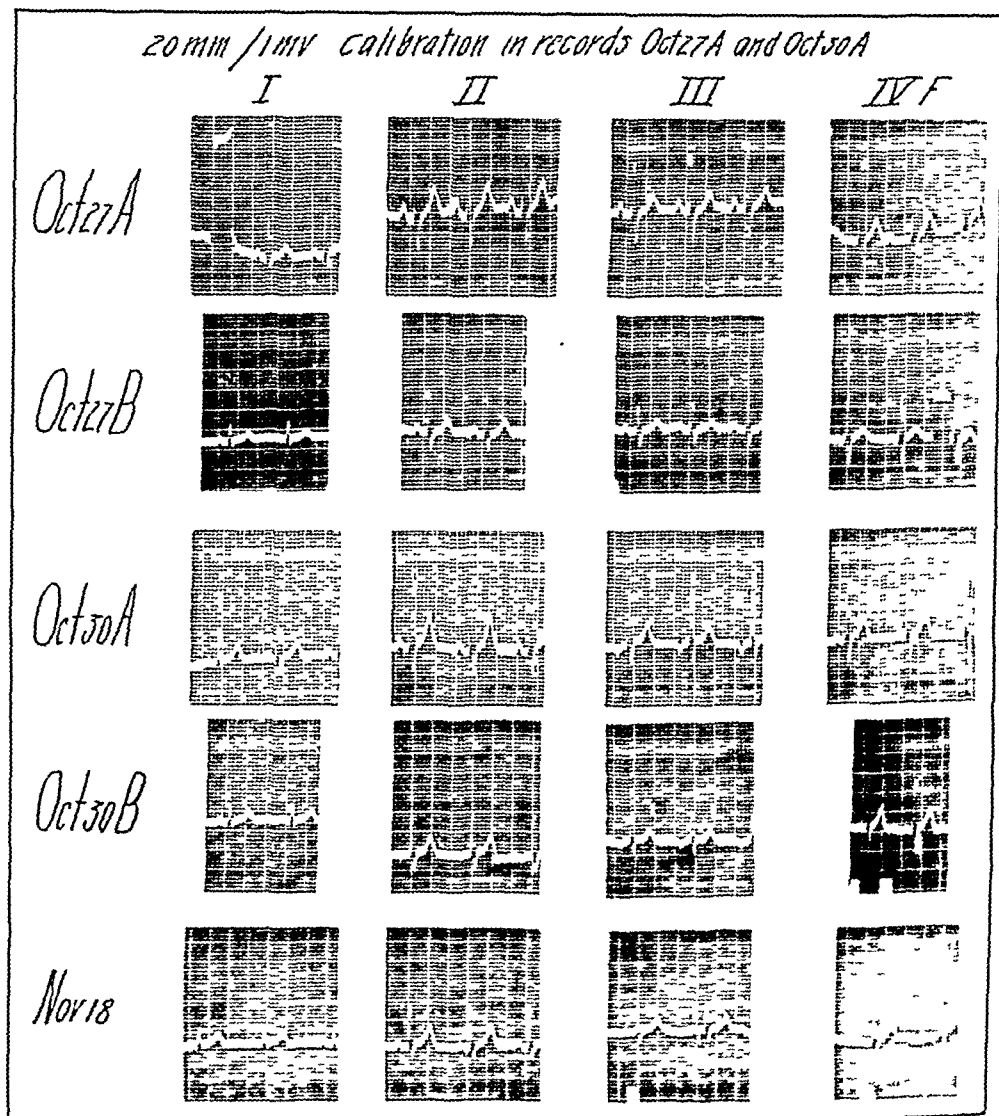 20mm/1mv calibration in records Oct27A and Oct30A
I II III IV F
Oct27A
Oct27B
Oct30A
Oct30B
Nov18